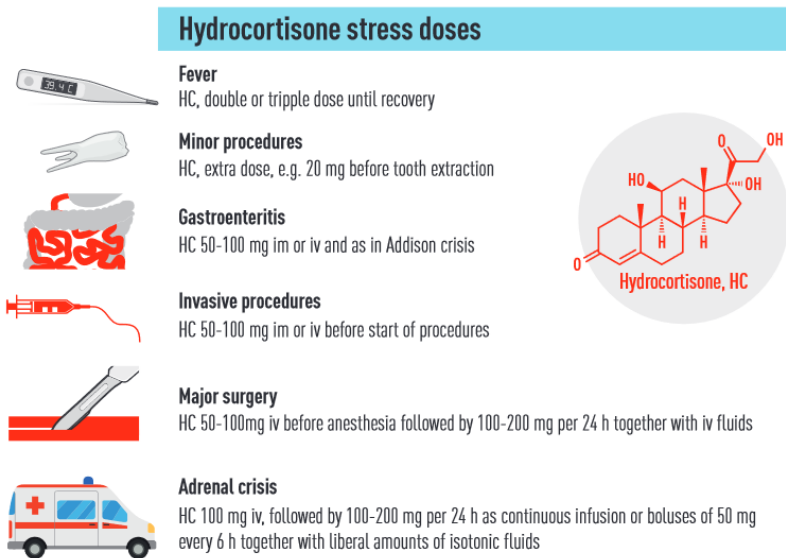 Hydrocortisone stress doses
39.4C
Fever
HC, double or tripple dose until recovery
Minor procedures
HC, extra dose, e.g. 20 mg before tooth extraction
Gastroenteritis
HC 50-100 mg im or iv and as in Addison crisis
Invasive procedures
HC 50-100 mg im or iv before start of procedures
Major surgery
HC 50-100mg iv before anesthesia followed by 100-200 mg per 24 h together with iv fluids
Adrenal crisis
HC 100 mg iv, followed by 100-200 mg per 24 h as continuous infusion or boluses of 50 mg
every 6 h together with liberal amounts of isotonic fluids
O
OH
HO
OH
H
H
H
O
Hydrocortisone, HC